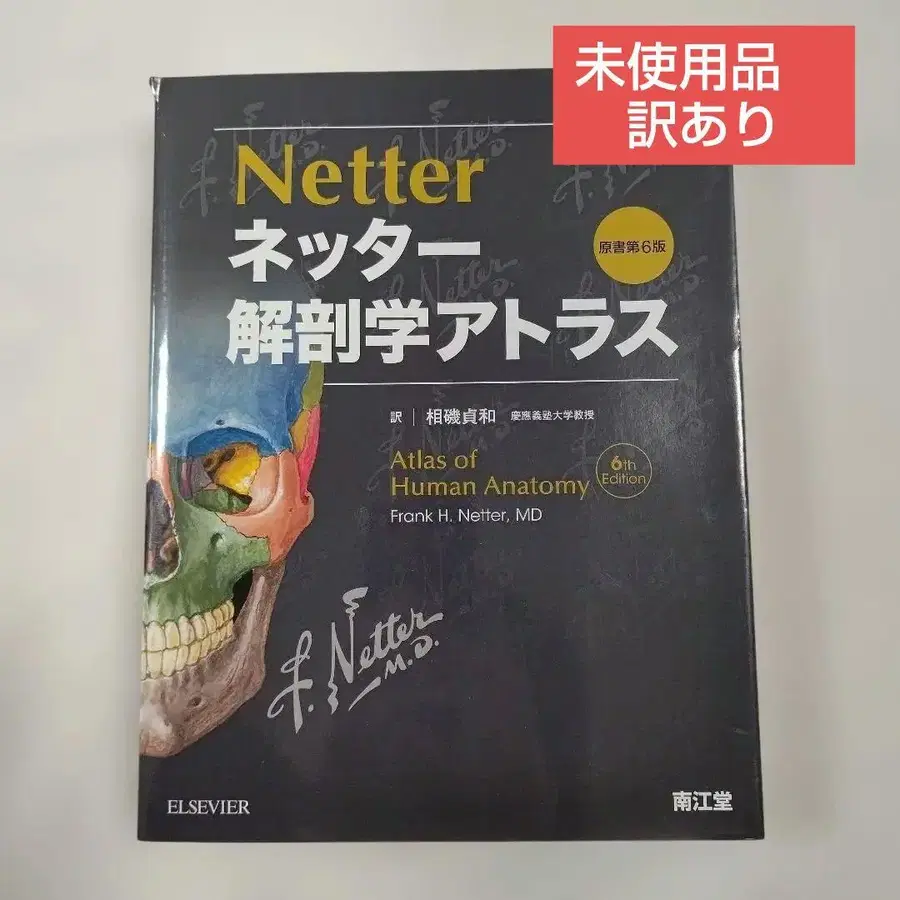 未使用品
訳あり
Netter
ネッター
原書第6版
解剖学アトラス
訳 | 相磯貞和 慶應義塾大学教授
Atlas of
Human Anatomy
6th
Edition
Frank H. Netter, MD
F. Netter
M.D.
ELSEVIER
南江堂